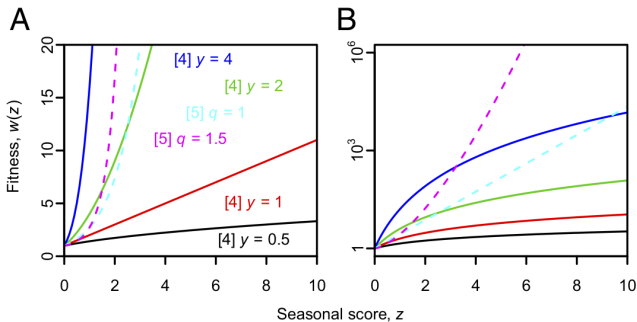 A
B
Fitness, w(z)
20
15
10
5
0
[4] y = 4
[4] y = 2
[5] q = 1
[5] q = 1.5
[4] y = 1
[4] y = 0.5
0 2 4 6 8 10
10^6
10^3
1
0 2 4 6 8 10
Seasonal score, z